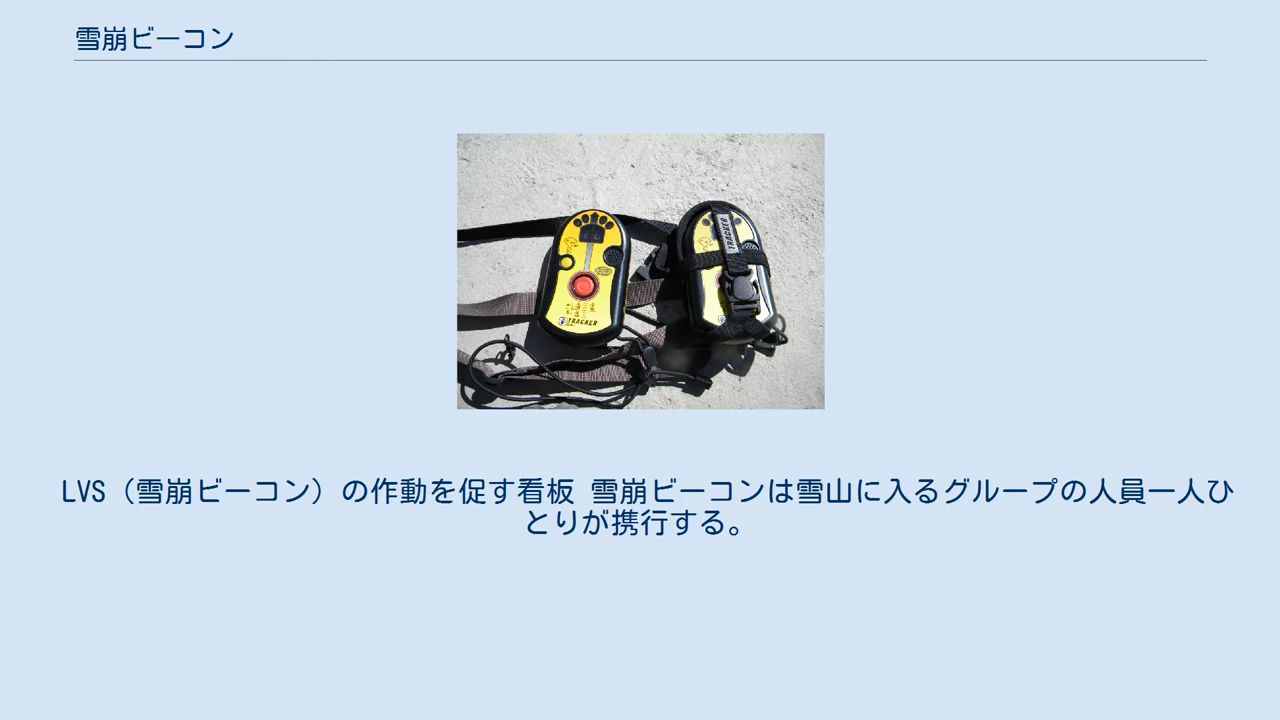 雪崩ビーコン
TRACKER
TRACKER
LVS（雪崩ビーコン）の作動を促す看板 雪崩ビーコンは雪山に入るグループの人員一人ひ
とりが携行する。